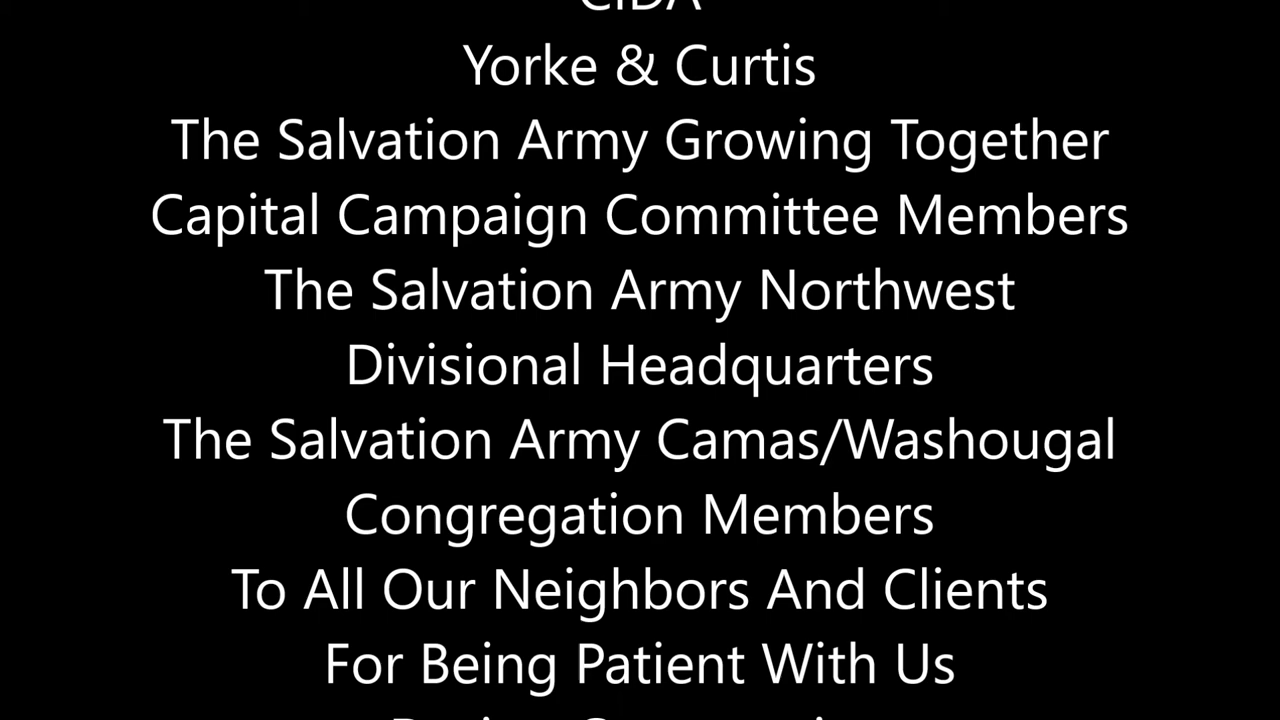 CIDA
Yorke & Curtis
The Salvation Army Growing Together
Capital Campaign Committee Members
The Salvation Army Northwest
Divisional Headquarters
The Salvation Army Camas/Washougal
Congregation Members
To All Our Neighbors And Clients
For Being Patient With Us